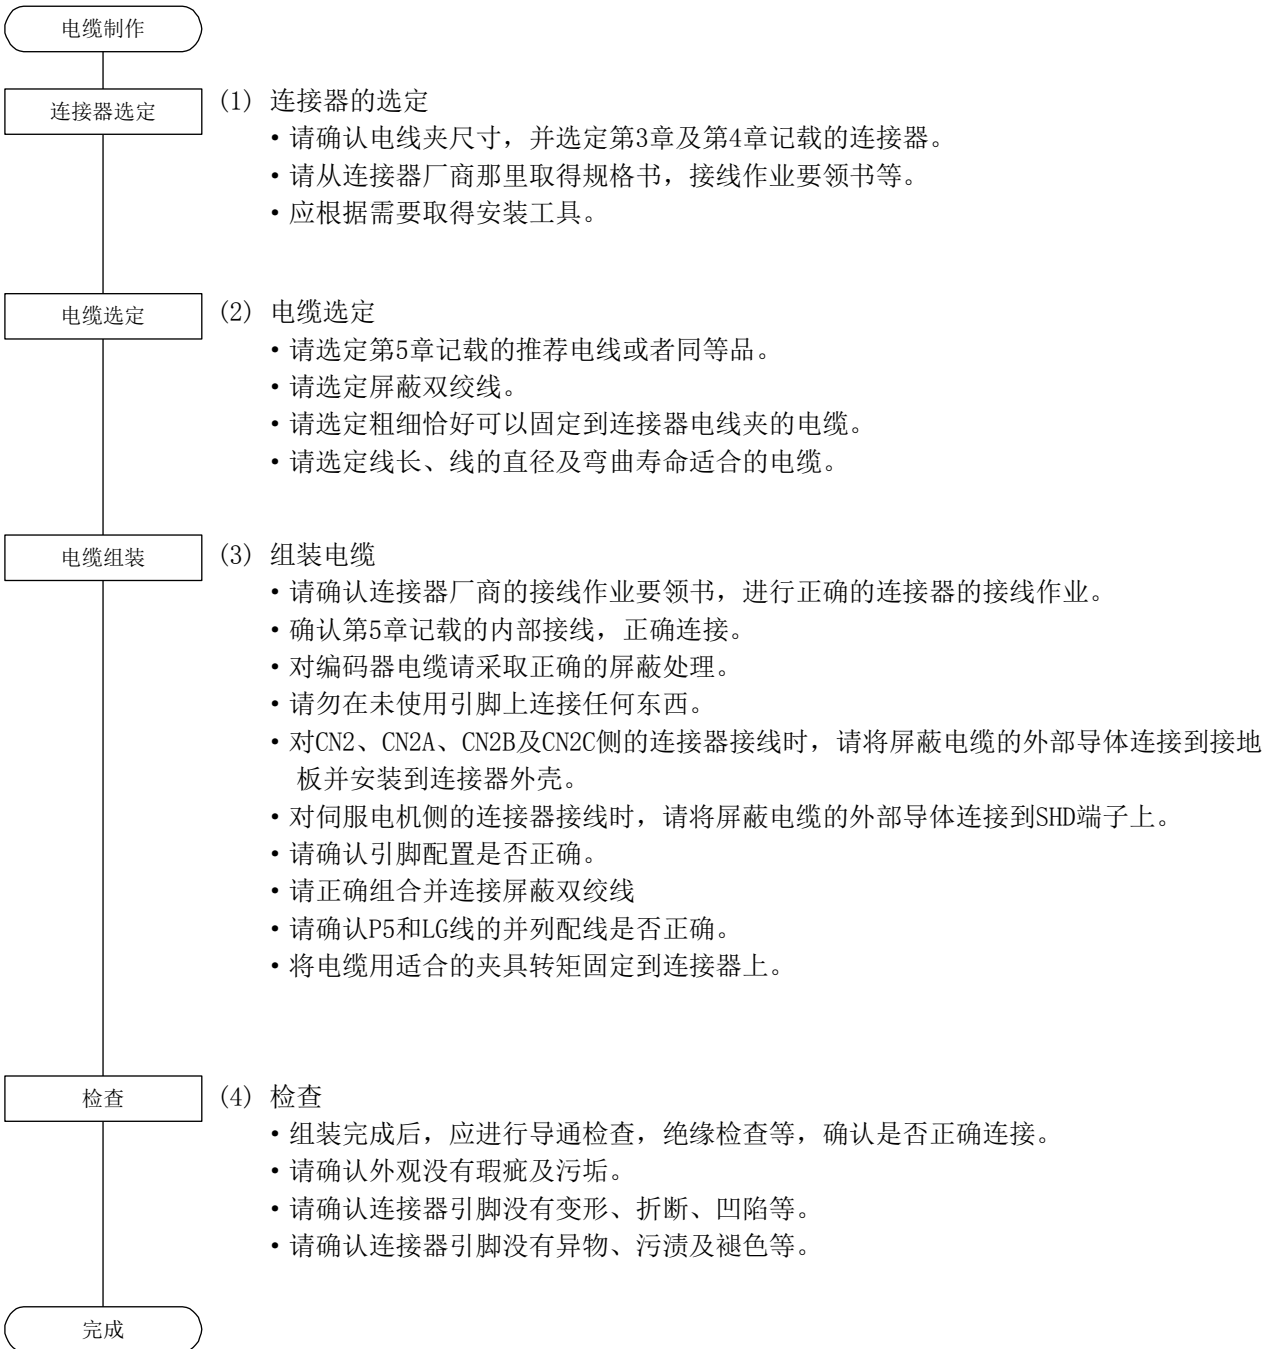 电缆制作
连接器选定
(1) 连接器的选定
・请确认电线夹尺寸，并选定第3章及第4章记载的连接器。
・请从连接器厂商那里取得规格书，接线作业要领书等。
・应根据需要取得安装工具。
电缆选定
(2) 电缆选定
・请选定第5章记载的推荐电线或者同等品。
・请选定屏蔽双绞线。
・请选定粗细恰好可以固定到连接器电线夹的电缆。
・请选定线长、线的直径及弯曲寿命适合的电缆。
电缆组装
(3) 组装电缆
・请确认连接器厂商的接线作业要领书，进行正确的连接器的接线作业。
・确认第5章记载的内部接线，正确连接。
・对编码器电缆请采取正确的屏蔽处理。
・请勿在未使用引脚上连接任何东西。
・对CN2、CN2A、CN2B及CN2C侧的连接器接线时，请将屏蔽电缆的外部导体连接到接地
板并安装到连接器外壳。
・对伺服电机侧的连接器接线时，请将屏蔽电缆的外部导体连接到SHD端子上。
・请确认引脚配置是否正确。
・请正确组合并连接屏蔽双绞线
・请确认P5和LG线的并列配线是否正确。
・将电缆用适合的夹具转矩固定到连接器上。
检查
(4) 检查
・组装完成后，应进行导通检查，绝缘检查等，确认是否正确连接。
・请确认外观没有瑕疵及污垢。
・请确认连接器引脚没有变形、折断、凹陷等。
・请确认连接器引脚没有异物、污渍及褪色等。
完成